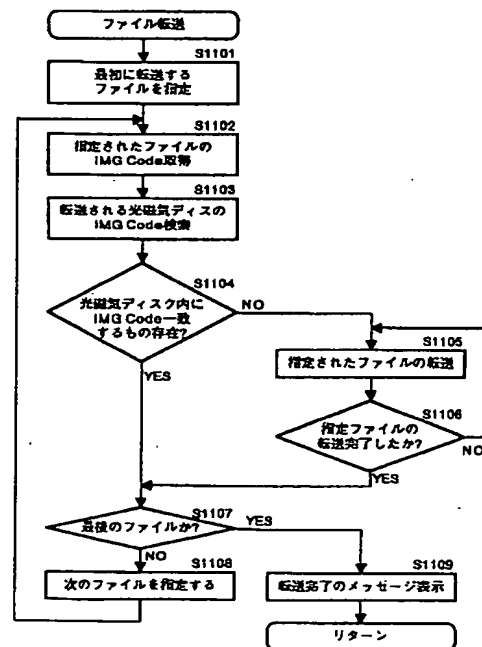 ファイル転送
S1101
最初に転送する
ファイルを指定
S1102
指定されたファイルの
IMG Code取得
S1103
転送される光磁気ディスの
IMG Code検索
S1104
光磁気ディスク内に
IMG Code一致
するもの存在?
NO
YES
S1105
指定されたファイルの転送
S1106
指定ファイルの
転送完了したか?
NO
YES
S1107
最後のファイルか?
YES
NO
S1108
次のファイルを指定する
S1109
転送完了のメッセージ表示
リターン